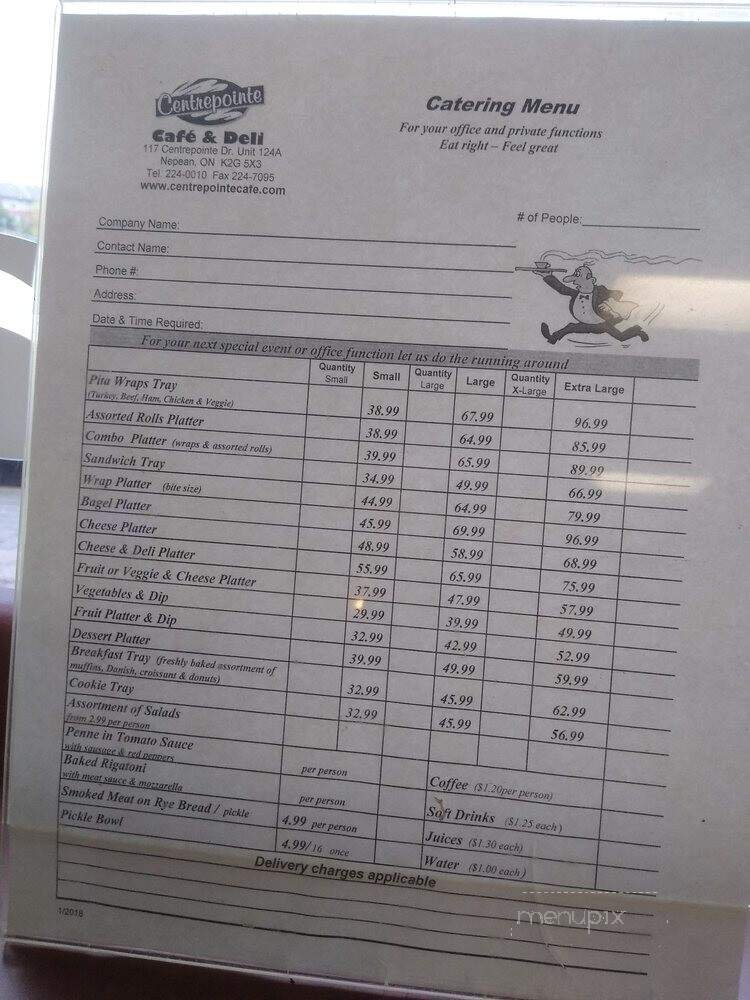 Centrepointe
Café & Deli
117 Centrepointe Dr. Unit 124A
Nepean, ON K2G 5X3
Tel. 224-0010 Fax 224-7095
www.centrepointecafe.com
Catering Menu
For your office and private functions
Eat right – Feel great
Company Name:
# of People:
Contact Name:
Phone #:
Address:
Date & Time Required:
For your next special event or office function let us do the running around
Quantity Small Small Quantity Large Large Quantity X-Large Extra Large
Pita Wraps Tray
(Turkey, Beef, Ham, Chicken & Veggie) 38.99 67.99 96.99
Assorted Rolls Platter 38.99 64.99 85.99
Combo Platter (wraps & assorted rolls) 39.99 65.99 89.99
Sandwich Tray 34.99 49.99 66.99
Wrap Platter (bite size) 44.99 64.99 79.99
Bagel Platter 45.99 69.99 96.99
Cheese Platter 48.99 58.99 68.99
Cheese & Deli Platter 55.99 65.99 75.99
Fruit or Veggie & Cheese Platter 37.99 47.99 57.99
Vegetables & Dip 29.99 39.99 49.99
Fruit Platter & Dip 32.99 42.99 52.99
Dessert Platter 39.99 49.99 59.99
Breakfast Tray (freshly baked assortment of
muffins, Danish, croissant & donuts) 32.99 45.99 62.99
Cookie Tray 32.99 45.99 56.99
Assortment of Salads
from 2.99 per person
Penne in Tomato Sauce
with sausage & red peppers per person Coffee ($1.20per person)
Baked Rigatoni
with meat sauce & mozzarella per person Soft Drinks ($1.25 each)
Smoked Meat on Rye Bread / pickle 4.99 per person Juices ($1.30 each)
Pickle Bowl 4.99/16 once Water ($1.00 each)
Delivery charges applicable
1/2018
menupix